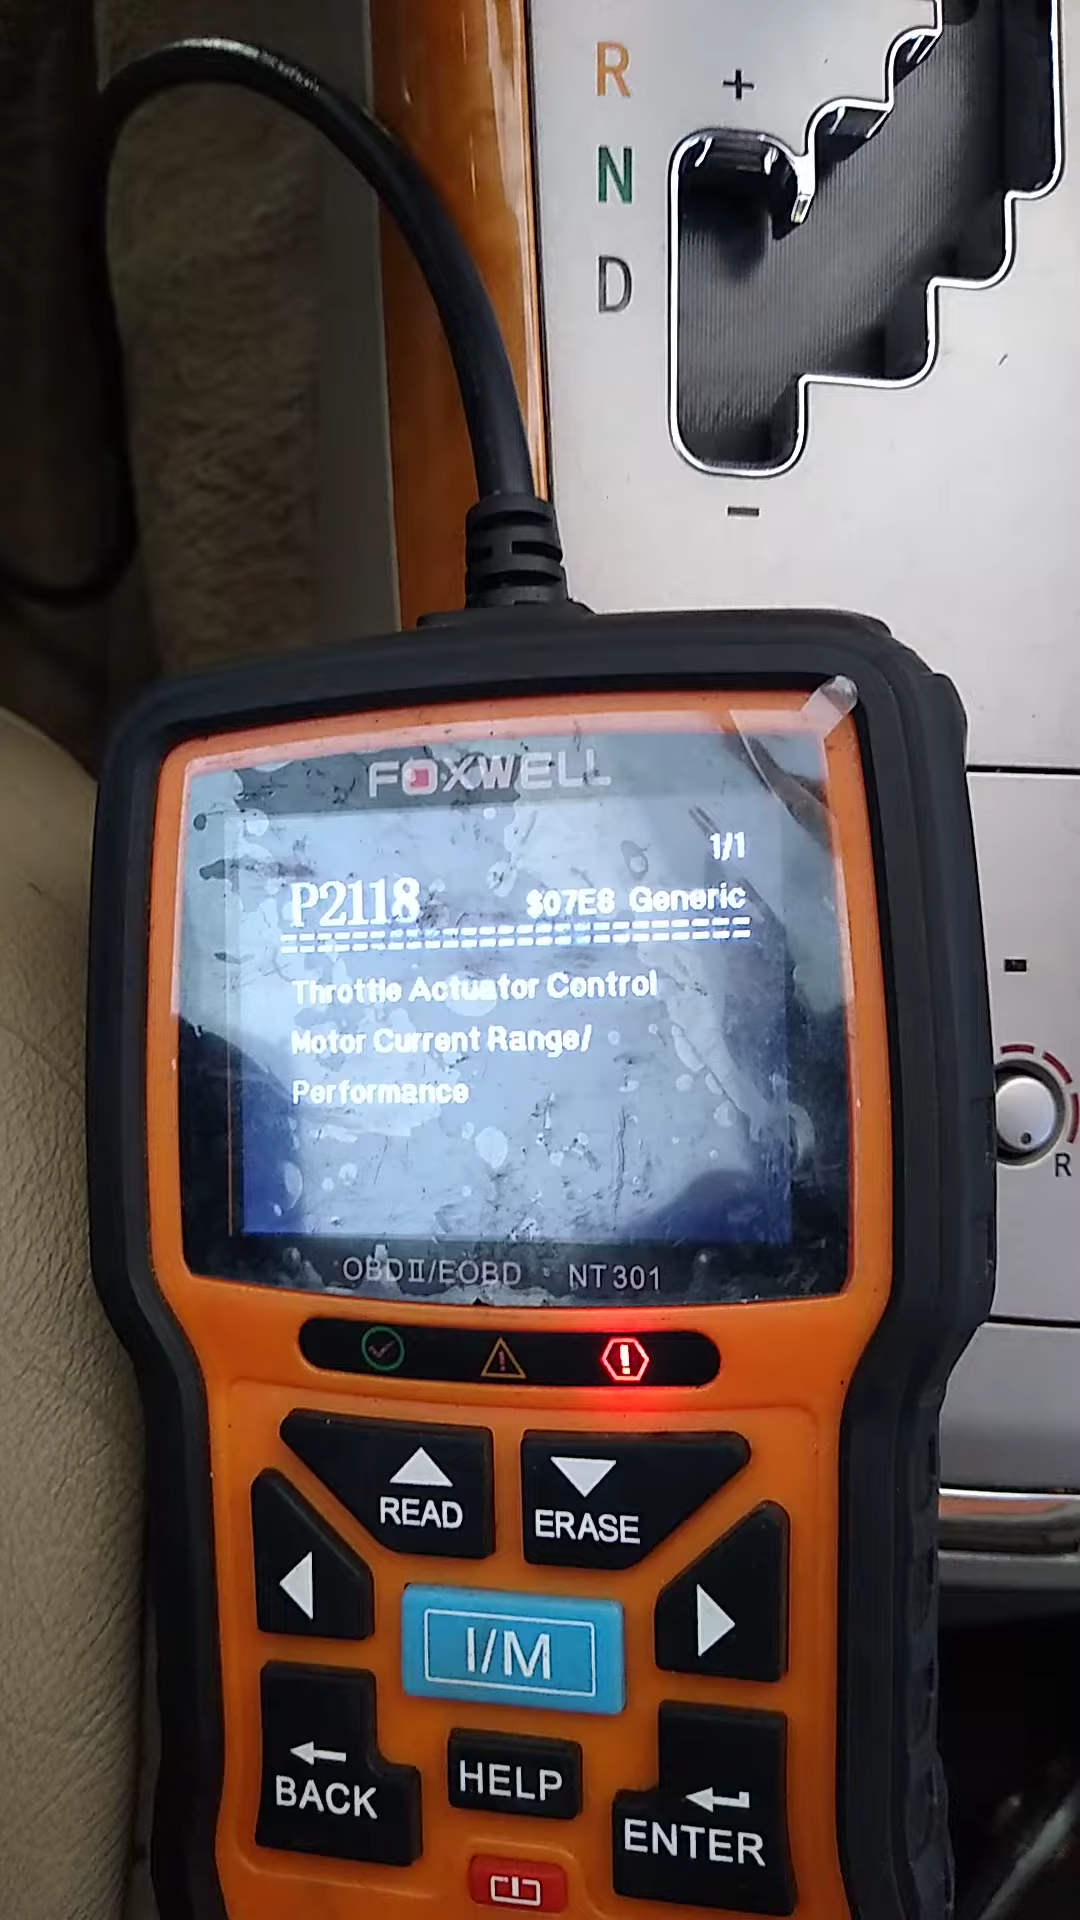 R
+
N
D
-
FOXWELL
1/1
P2118 $07E8 Generic
Throttle Actuator Control
Motor Current Range/
Performance
OBDII/EOBD NT301
READ
ERASE
I/M
BACK
HELP
ENTER
R